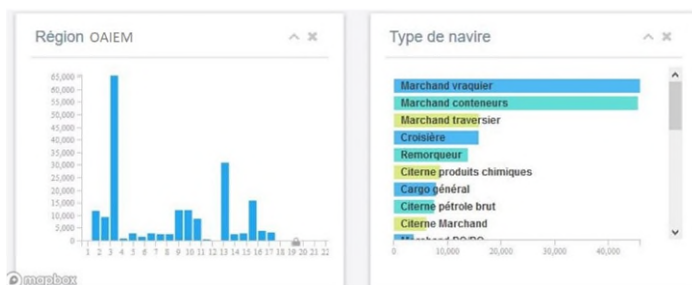 Région OAIEM
65,000
60,000
55,000
50,000
45,000
40,000
35,000
30,000
25,000
20,000
15,000
10,000
5,000
0
1 2 3 4 5 6 7 8 9 10 11 12 13 14 15 16 17 18 19 20 21 22
mapbox
Type de navire
Marchand vraquier
Marchand conteneurs
Marchand traversier
Croisière
Remorqueur
Citerne produits chimiques
Cargo général
Citerne pétrole brut
Citerne Marchand
0 10,000 20,000 30,000 40,000